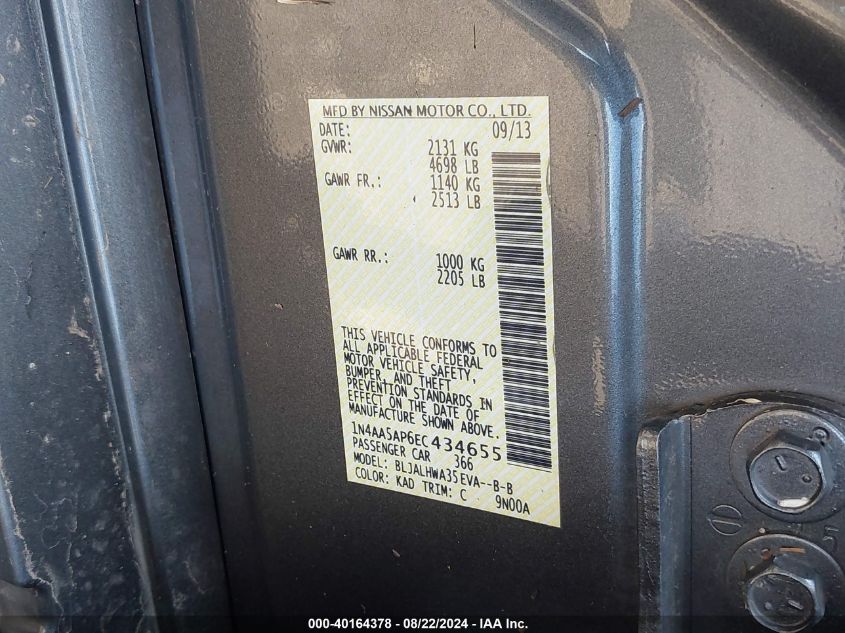 MFD BY NISSAN MOTOR CO., LTD.
DATE: 09/13
GVWR: 2131 KG
4698 LB
GAWR FR.: 1140 KG
2513 LB
GAWR RR.: 1000 KG
2205 LB
THIS VEHICLE CONFORMS TO
ALL APPLICABLE FEDERAL
MOTOR VEHICLE SAFETY,
BUMPER, AND THEFT
PREVENTION STANDARDS IN
EFFECT ON THE DATE OF
MANUFACTURE SHOWN ABOVE.
1N4AA5AP6EC434655
PASSENGER CAR 366
MODEL: BLJALHWA35EVA--B-B
COLOR: KAD TRIM: C 9N00A
5
000-40164378 - 08/22/2024 - IAA Inc.